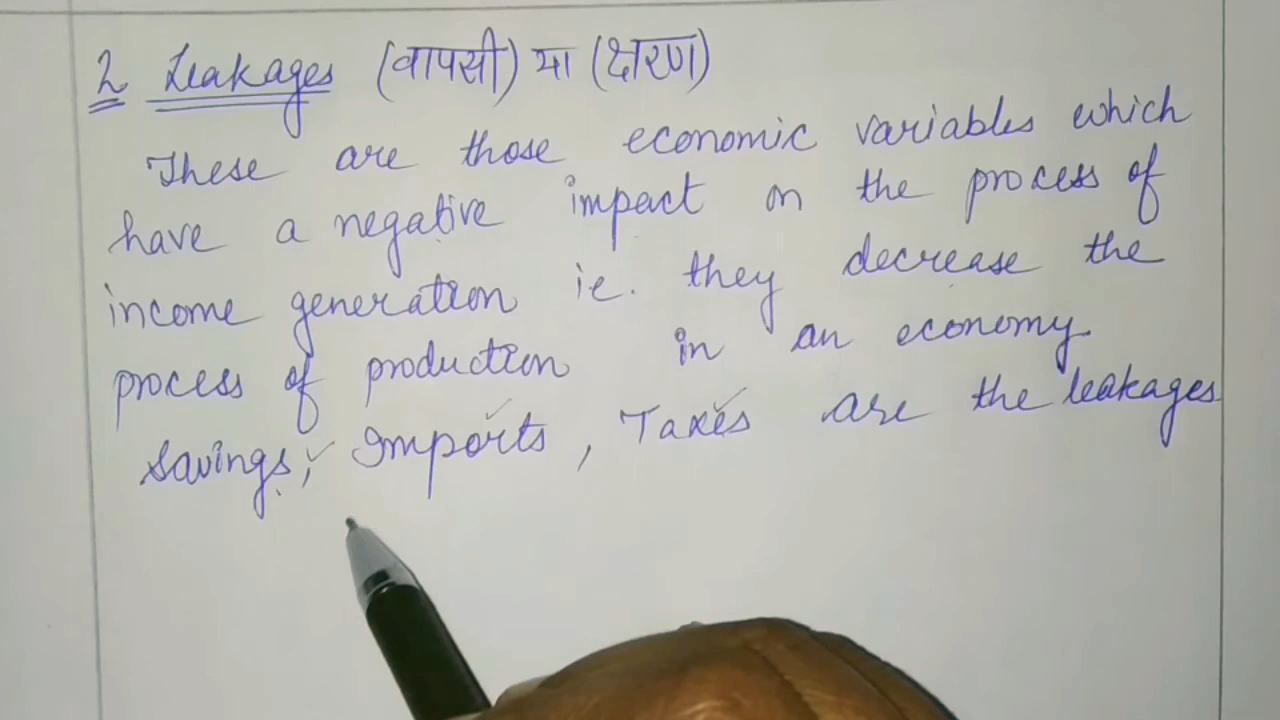 2 Leakages (वापसी) या (क्षरण)
These are those economic variables which
have a negative impact on the process of
income generation ie. they decrease the
process of production in an economy.
Savings, Imports, Taxes are the leakages